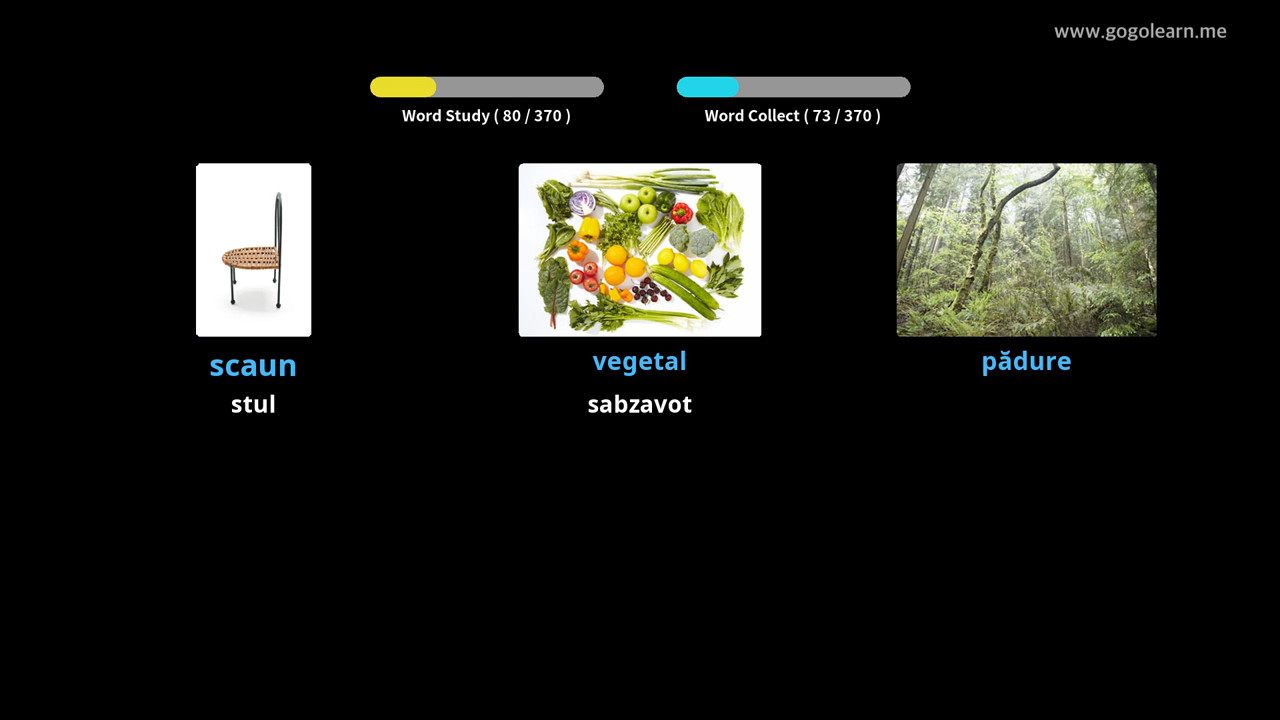 www.gogolearn.me
Word Study ( 80 / 370 )
Word Collect ( 73 / 370 )
scaun
vegetal
pădure
stul
sabzavot